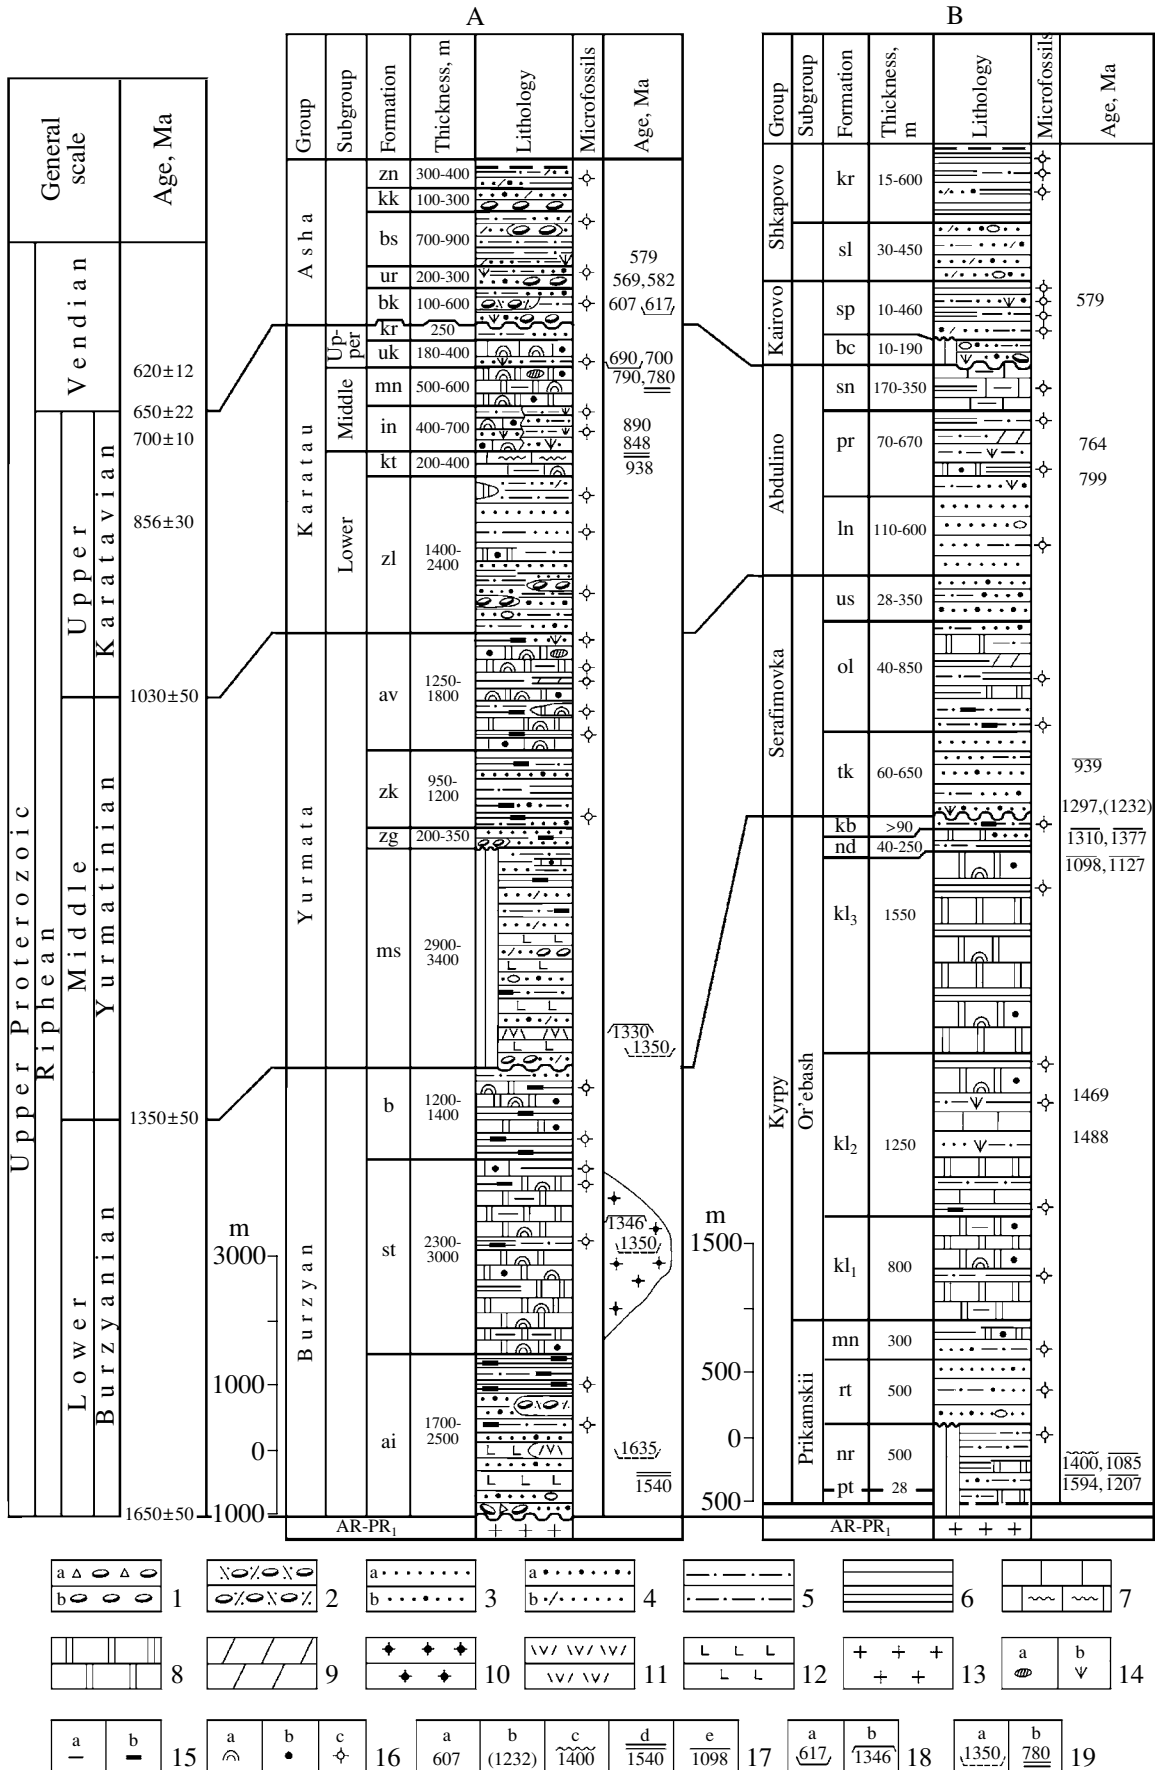 A
B
General scale
Age, Ma
Group
Subgroup
Formation
Thickness, m
Lithology
Microfossils
Age, Ma
Group
Subgroup
Formation
Thickness, m
Lithology
Microfossils
Age, Ma
Upper Proterozoic
Riphean
Vendian
Upper
Karatavian
Middle
Yurmatinian
Lower
Burzyanian
620±12
650±22
700±10
856±30
1030±50
1350±50
1650±50
m
3000
1000
0
1000
Asha
Karatau
Yurmata
Burzyan
Up-
per
Middle
Lower
zn 300-400
kk 100-300
bs 700-900
ur 200-300
bk 100-600
kr 250
uk 180-400
mn 500-600
in 400-700
kt 200-400
zl 1400-2400
av 1250-1800
zk 950-1200
zg 200-350
ms 2900-3400
b 1200-1400
st 2300-3000
ai 1700-2500
AR-PR1
579
569,582
607,617
690,700
790,780
890
848
938
1330
1350
1346
1350
1635
1540
m
1500
500
0
500
Shkapovo
Kairovo
Abdulino
Serafimovka
Kyrpy
Or'ebash
Prikamskii
kr 15-600
sl 30-450
sp 10-460
bc 10-190
sn 170-350
pr 70-670
ln 110-600
us 28-350
ol 40-850
tk 60-650
kb >90
nd 40-250
kl3 1550
kl2 1250
kl1 800
mn 300
rt 500
nr 500
pt 28
AR-PR1
579
764
799
939
1297,(1232)
1310, 1377
1098, 1127
1469
1488
1400, 1085
1594, 1207
a b 1
2
a b 3
a b 4
5
6
7
8
9
10
11
12
13
a b 14
a b 15
a b c 16
a b c d e
607 (1232) 1400 1540 1098 17
a b
617 1346 18
a b
1350 780 19